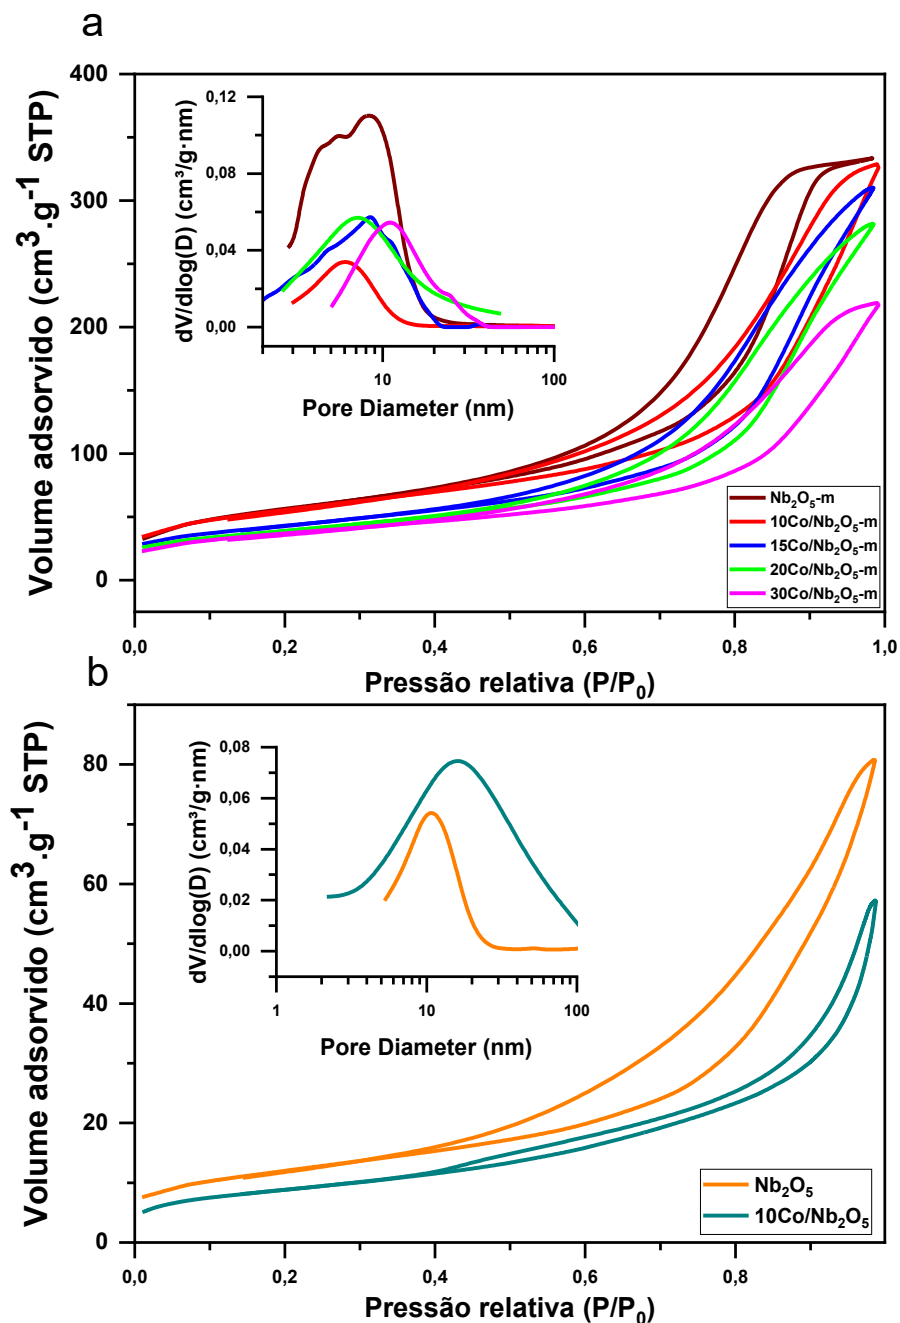 a
Volume adsorvido (cm³.g⁻¹ STP)
400
300
200
100
0
0,0
0,2
0,4
0,6
0,8
1,0
Pressão relativa (P/P₀)
dV/dlog(D) (cm³/g·nm)
0,12
0,08
0,04
0,00
10
100
Pore Diameter (nm)
Nb₂O₅-m
10Co/Nb₂O₅-m
15Co/Nb₂O₅-m
20Co/Nb₂O₅-m
30Co/Nb₂O₅-m
b
Volume adsorvido (cm³.g⁻¹ STP)
80
60
40
20
0
0,0
0,2
0,4
0,6
0,8
Pressão relativa (P/P₀)
dV/dlog(D) (cm³/g·nm)
0,08
0,06
0,04
0,02
0,00
1
10
100
Pore Diameter (nm)
Nb₂O₅
10Co/Nb₂O₅